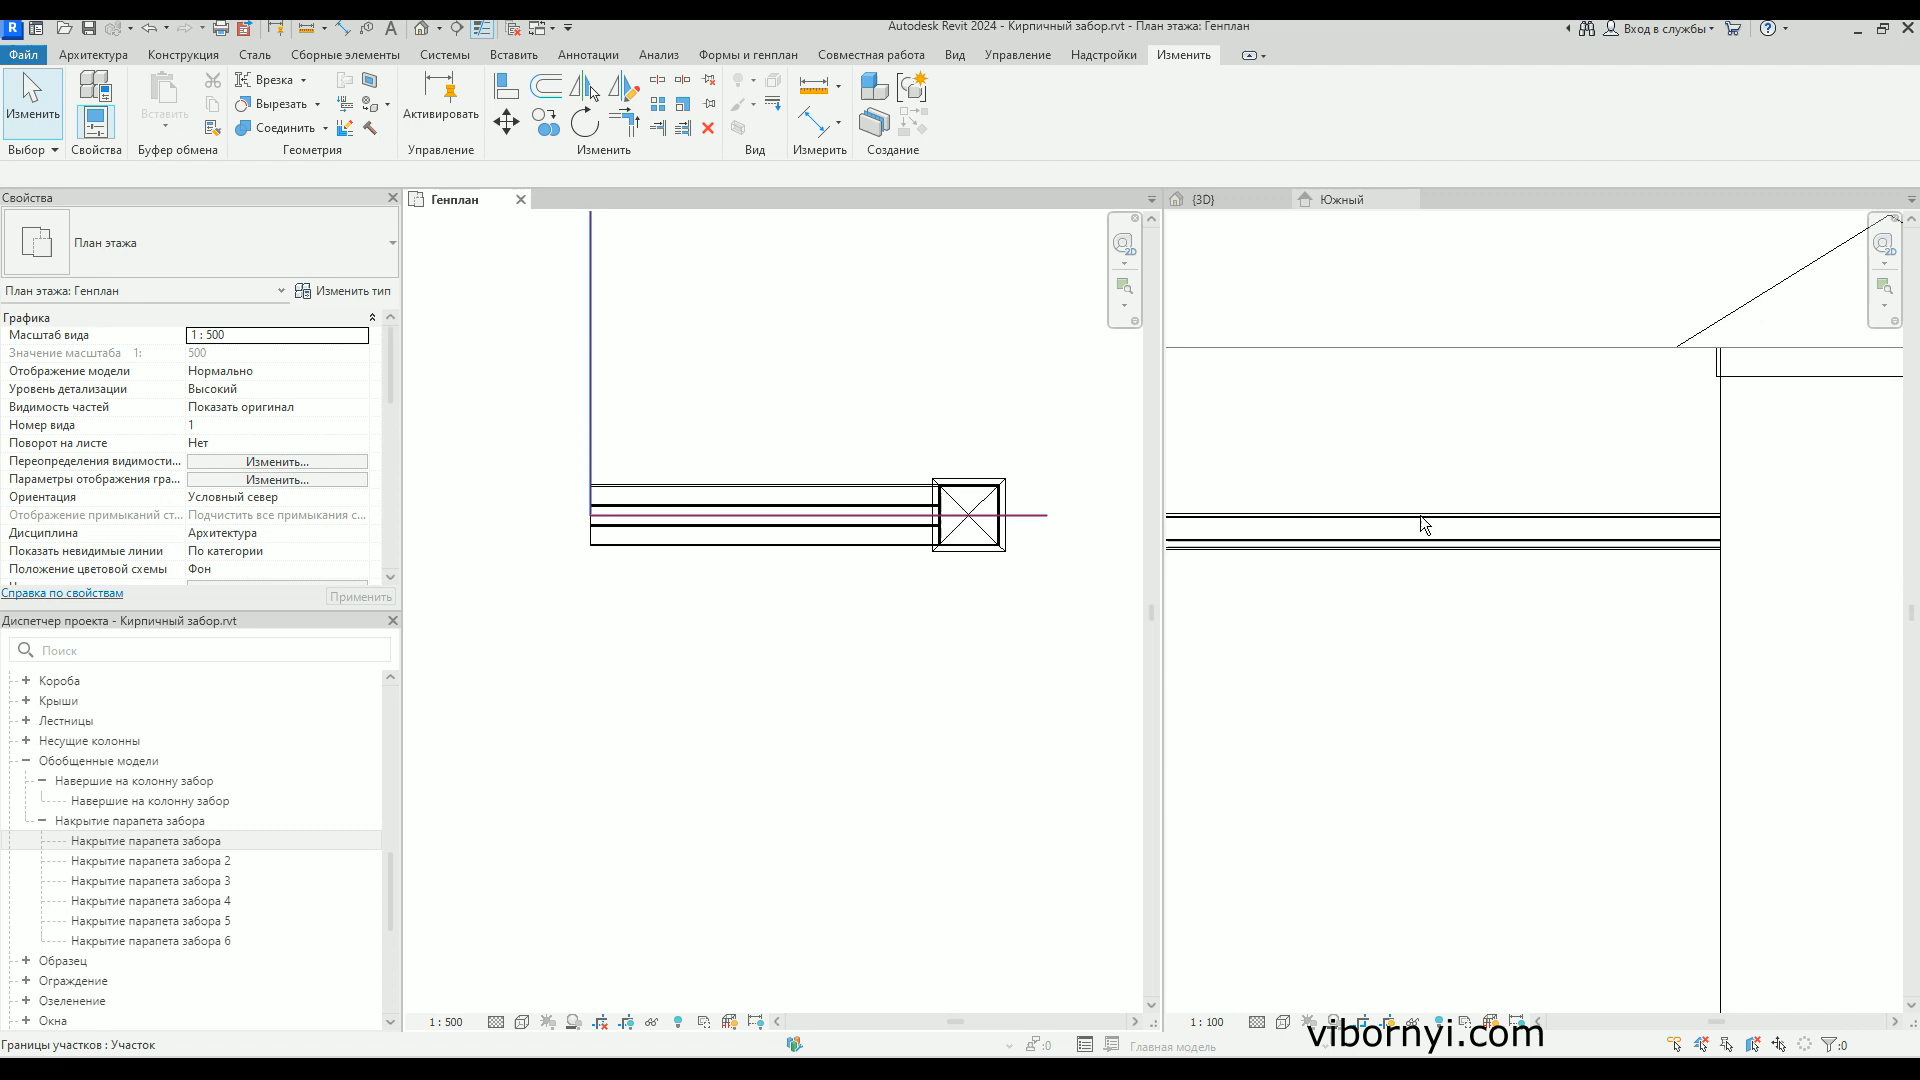 Autodesk Revit 2024 - Кирпичный забор.rvt - План этажа: Генплан
Вход в службы
Файл Архитектура Конструкция Сталь Сборные элементы Системы Вставить Аннотации Анализ Формы и генплан Совместная работа Вид Управление Надстройки Изменить
Изменить
Вставить
Врезка
Вырезать
Соединить
Активировать
Выбор Свойства Буфер обмена Геометрия Управление Изменить Вид Измерить Создание
Свойства
План этажа
План этажа: Генплан Изменить тип
Графика
Масштаб вида 1 : 500
Значение масштаба 1: 500
Отображение модели Нормально
Уровень детализации Высокий
Видимость частей Показать оригинал
Номер вида 1
Поворот на листе Нет
Переопределения видимости... Изменить...
Параметры отображения гра... Изменить...
Ориентация Условный север
Отображение примыканий ст... Подчистить все примыкания с...
Дисциплина Архитектура
Показать невидимые линии По категории
Положение цветовой схемы Фон
Справка по свойствам Применить
Диспетчер проекта - Кирпичный забор.rvt
Поиск
Короба
Крыши
Лестницы
Несущие колонны
Обобщенные модели
Навершие на колонну забор
Навершие на колонну забор
Накрытие парапета забора
Накрытие парапета забора
Накрытие парапета забора 2
Накрытие парапета забора 3
Накрытие парапета забора 4
Накрытие парапета забора 5
Накрытие парапета забора 6
Образец
Ограждение
Озеленение
Окна
Генплан
{3D}
Южный
2D
2D
1 : 500
1 : 100
Границы участков : Участок
:0
Главная модель
:0
vibornyi.com